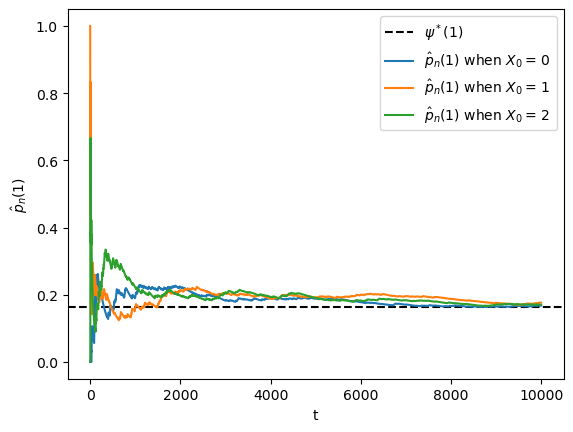 1.0
0.8
0.6
0.4
0.2
0.0
p̂ₙ(1)
0
2000
4000
6000
8000
10000
t
ψ*(1)
p̂ₙ(1) when X₀ = 0
p̂ₙ(1) when X₀ = 1
p̂ₙ(1) when X₀ = 2